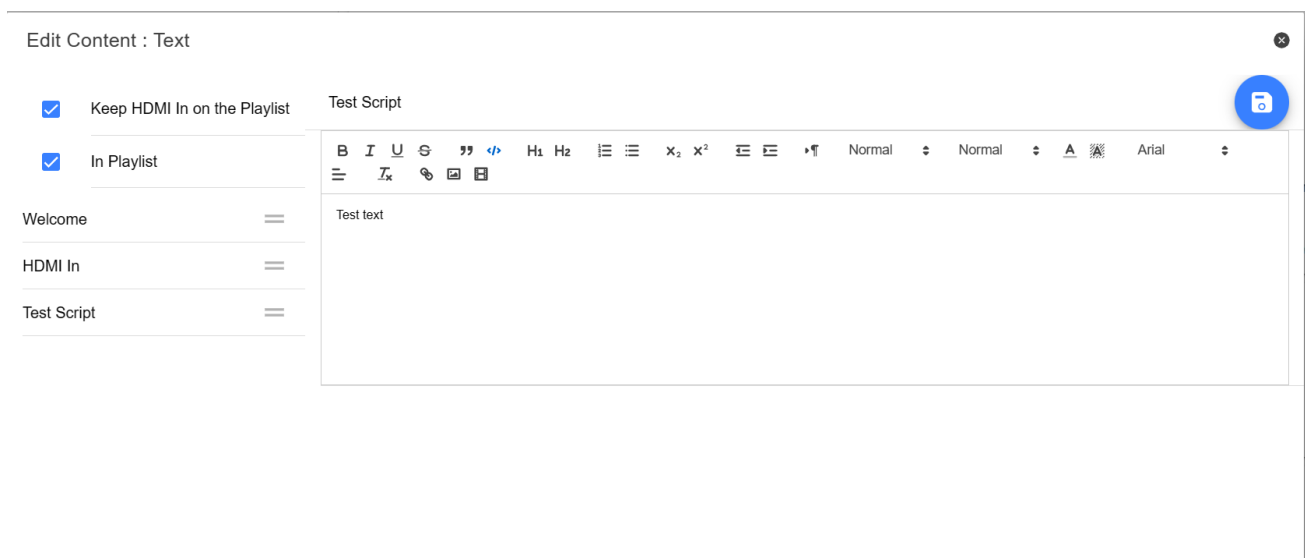 Edit Content : Text
Keep HDMI In on the Playlist
In Playlist
Welcome
HDMI In
Test Script
Test Script
B I U S ” </> H1 H2 X₂ X² ¶ Normal Normal A A Arial
Tx
Test text